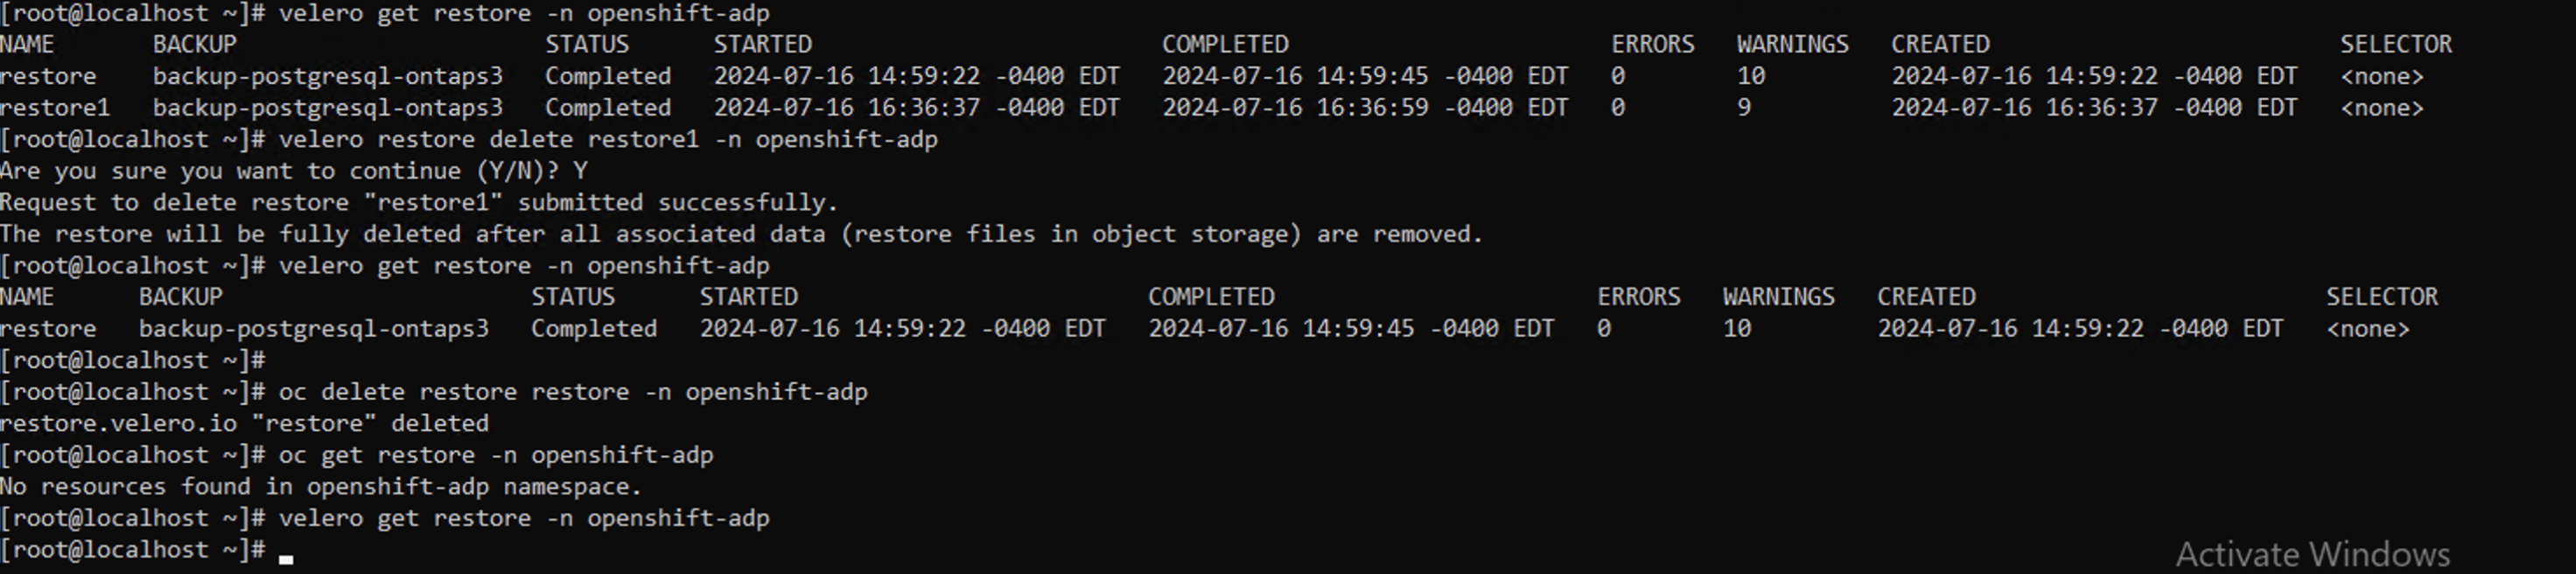 [root@localhost ~]# velero get restore -n openshift-adp
NAME       BACKUP                      STATUS      STARTED                         COMPLETED                       ERRORS   WARNINGS   CREATED                         SELECTOR
restore    backup-postgresql-ontaps3   Completed   2024-07-16 14:59:22 -0400 EDT   2024-07-16 14:59:45 -0400 EDT   0        10         2024-07-16 14:59:22 -0400 EDT   <none>
restore1   backup-postgresql-ontaps3   Completed   2024-07-16 16:36:37 -0400 EDT   2024-07-16 16:36:59 -0400 EDT   0        9          2024-07-16 16:36:37 -0400 EDT   <none>
[root@localhost ~]# velero restore delete restore1 -n openshift-adp
Are you sure you want to continue (Y/N)? Y
Request to delete restore "restore1" submitted successfully.
The restore will be fully deleted after all associated data (restore files in object storage) are removed.
[root@localhost ~]# velero get restore -n openshift-adp
NAME      BACKUP                      STATUS      STARTED                         COMPLETED                       ERRORS   WARNINGS   CREATED                         SELECTOR
restore   backup-postgresql-ontaps3   Completed   2024-07-16 14:59:22 -0400 EDT   2024-07-16 14:59:45 -0400 EDT   0        10         2024-07-16 14:59:22 -0400 EDT   <none>
[root@localhost ~]#
[root@localhost ~]# oc delete restore restore -n openshift-adp
restore.velero.io "restore" deleted
[root@localhost ~]# oc get restore -n openshift-adp
No resources found in openshift-adp namespace.
[root@localhost ~]# velero get restore -n openshift-adp
[root@localhost ~]#
Activate Windows